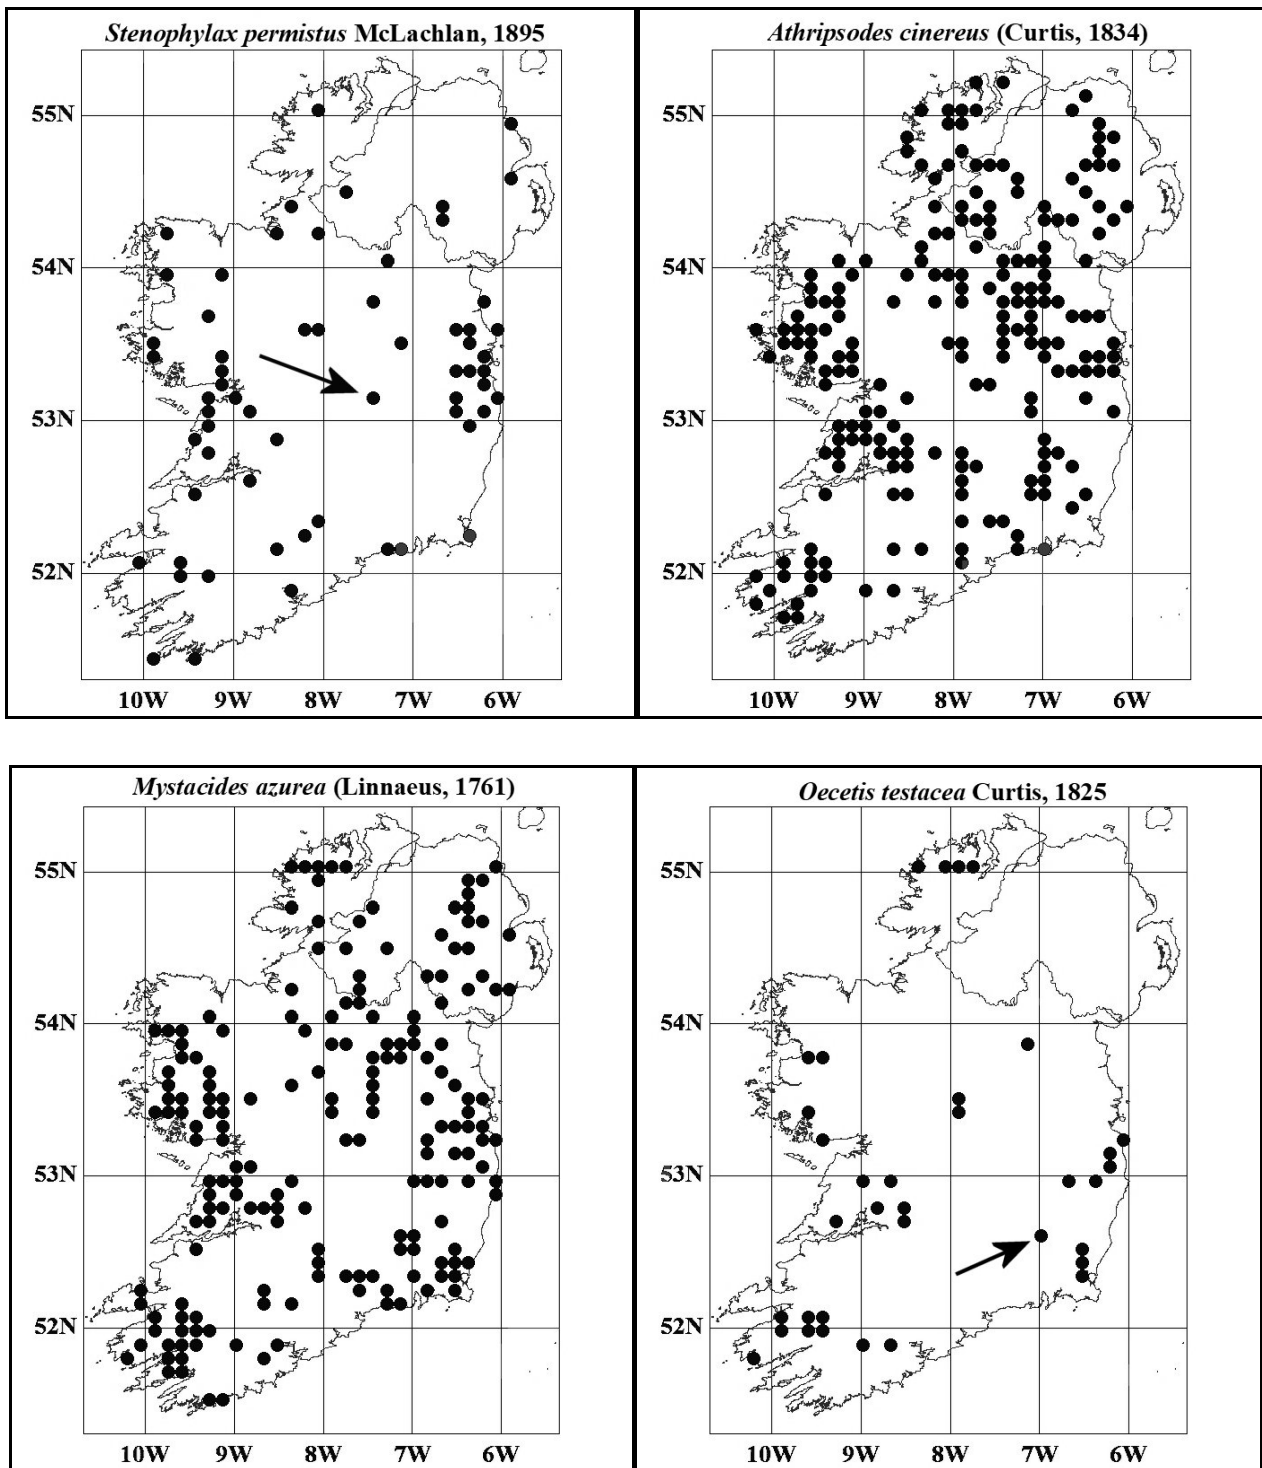 Stenophylax permistus McLachlan, 1895
55N
54N
53N
52N
10W 9W 8W 7W 6W
Athripsodes cinereus (Curtis, 1834)
55N
54N
53N
52N
10W 9W 8W 7W 6W
Mystacides azurea (Linnaeus, 1761)
55N
54N
53N
52N
10W 9W 8W 7W 6W
Oecetis testacea Curtis, 1825
55N
54N
53N
52N
10W 9W 8W 7W 6W